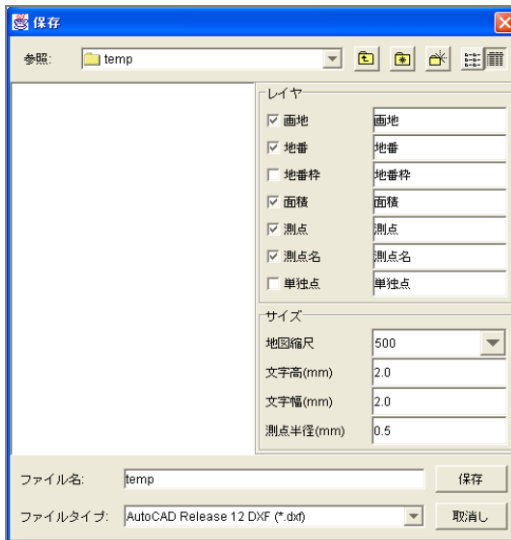 保存
参照: temp
レイヤ
画地 画地
地番 地番
地番枠 地番枠
面積 面積
測点 測点
測点名 測点名
単独点 単独点
サイズ
地図縮尺 500
文字高(mm) 2.0
文字幅(mm) 2.0
測点半径(mm) 0.5
ファイル名: temp 保存
ファイルタイプ: AutoCAD Release 12 DXF (*.dxf) 取消し